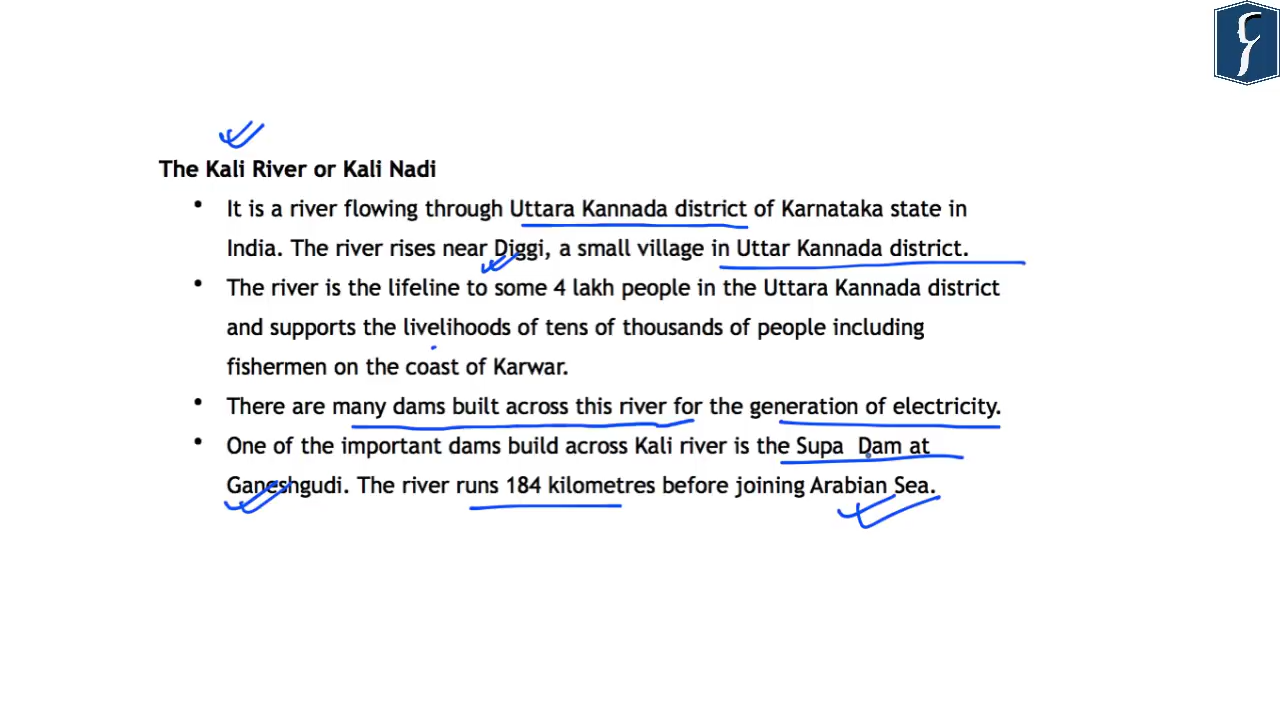 The Kali River or Kali Nadi
• It is a river flowing through Uttara Kannada district of Karnataka state in
India. The river rises near Diggi, a small village in Uttar Kannada district.
• The river is the lifeline to some 4 lakh people in the Uttara Kannada district
and supports the livelihoods of tens of thousands of people including
fishermen on the coast of Karwar.
• There are many dams built across this river for the generation of electricity.
• One of the important dams build across Kali river is the Supa Dam at
Ganeshgudi. The river runs 184 kilometres before joining Arabian Sea.